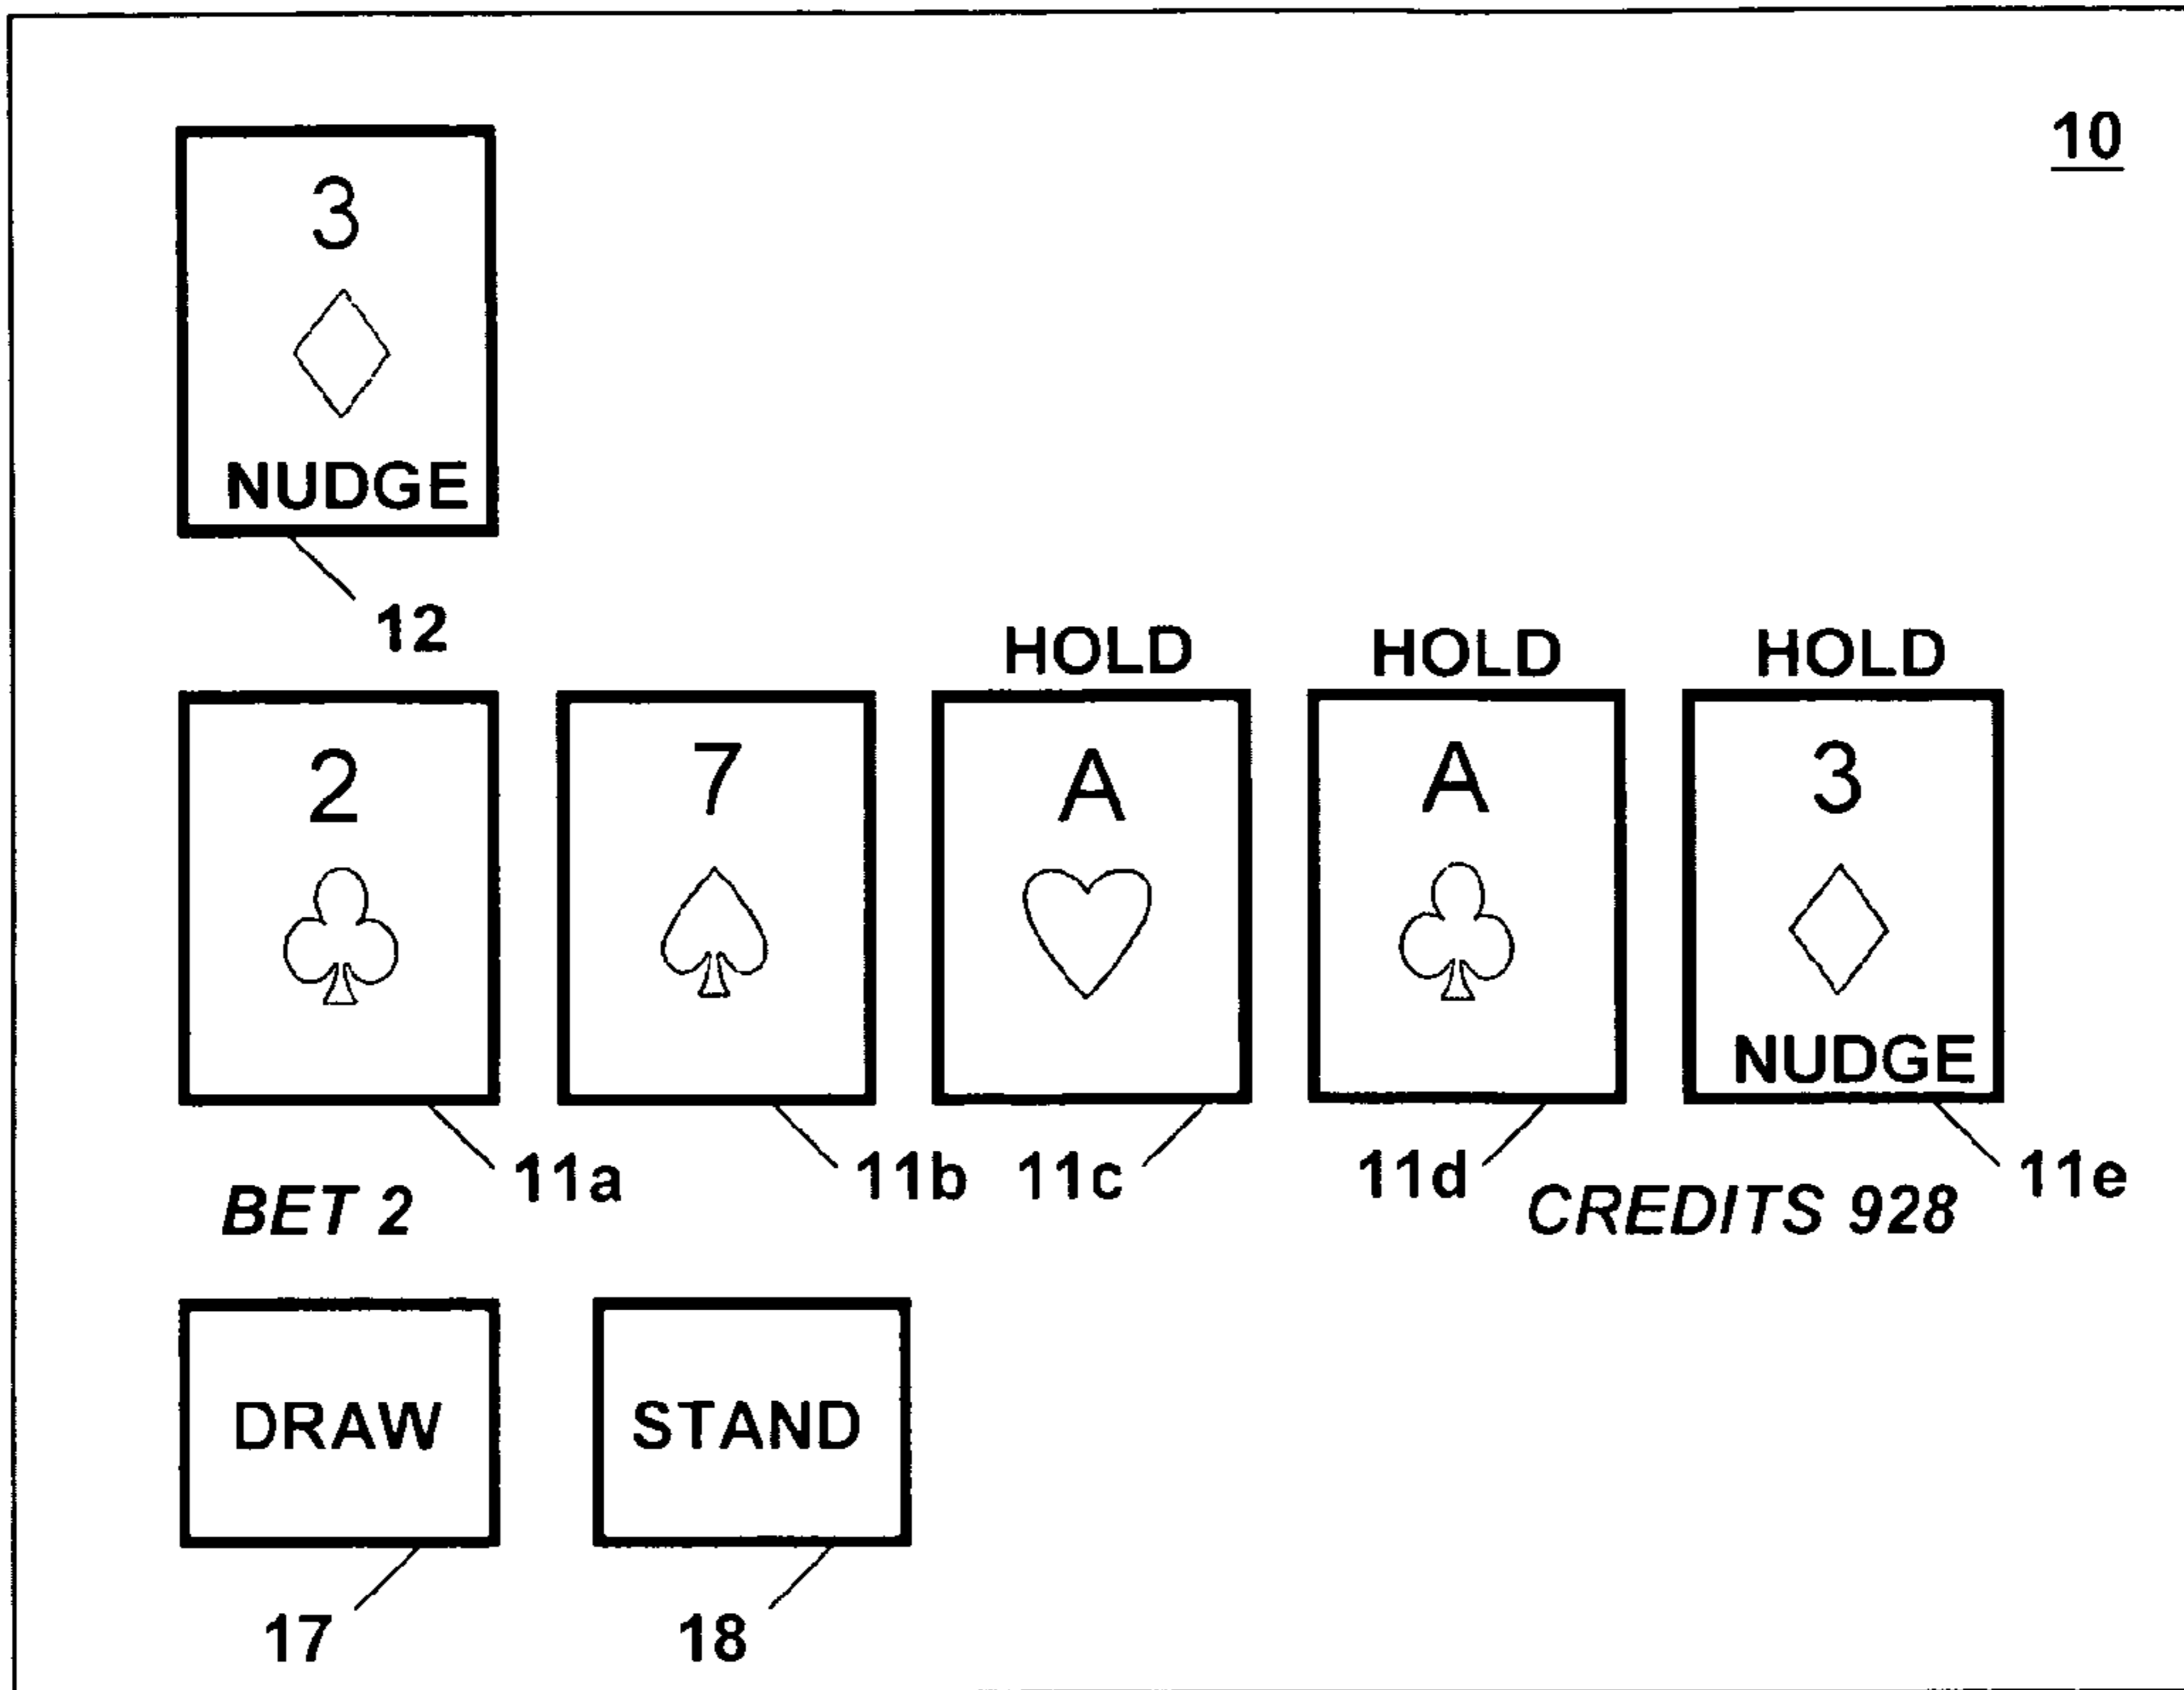 10
3
NUDGE
12
HOLD HOLD HOLD
2 7 A A 3
NUDGE
11a 11b 11c 11d 11e
BET 2 CREDITS 928
DRAW STAND
17 18